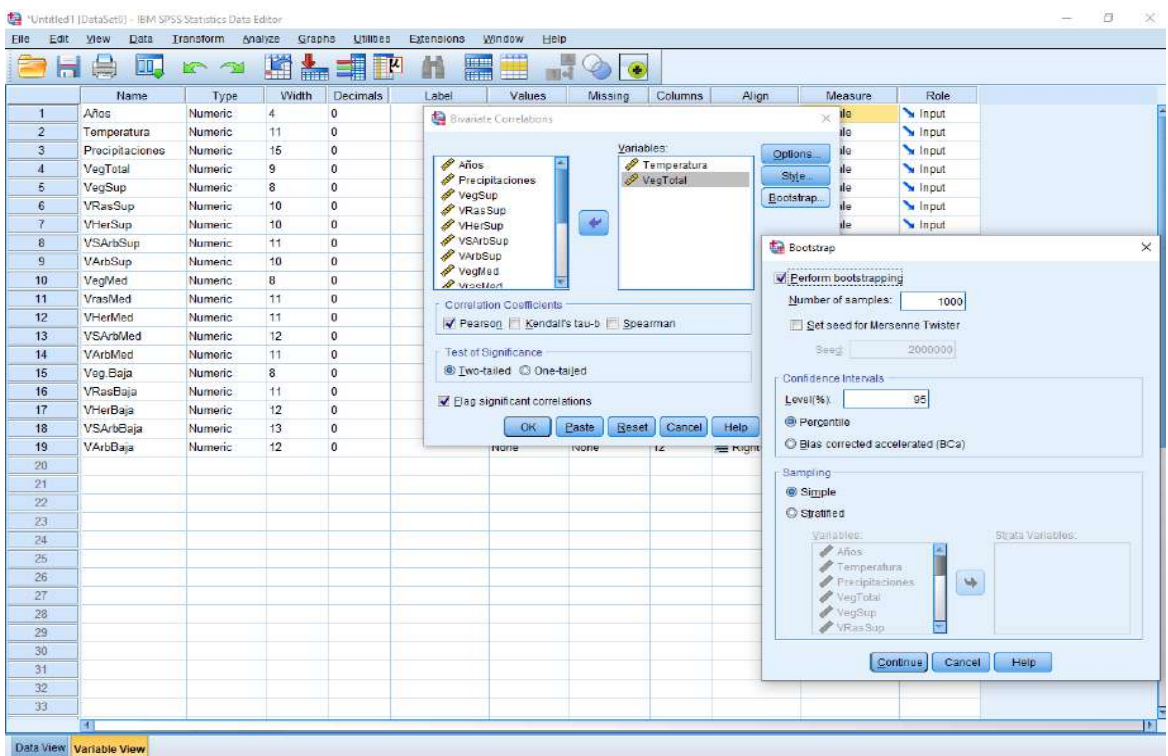 *Untitled1 [DataSet0] - IBM SPSS Statistics Data Editor
File Edit View Data Transform Analyze Graphs Utilities Extensions Window Help
Name Type Width Decimals Label Values Missing Columns Align Measure Role
1 Años Numeric 4 0 Input
2 Temperatura Numeric 11 0 Input
3 Precipitaciones Numeric 15 0 Input
4 VegTotal Numeric 9 0 Input
5 VegSup Numeric 8 0 Input
6 VRasSup Numeric 10 0 Input
7 VHerSup Numeric 10 0 Input
8 VSArbSup Numeric 11 0
9 VArbSup Numeric 10 0
10 VegMed Numeric 8 0
11 VrasMed Numeric 11 0
12 VHerMed Numeric 11 0
13 VSArbMed Numeric 12 0
14 VArbMed Numeric 11 0
15 Veg.Baja Numeric 8 0
16 VRasBaja Numeric 11 0
17 VHerBaja Numeric 12 0
18 VSArbBaja Numeric 13 0
19 VArbBaja Numeric 12 0 None None 12 Right
20
21
22
23
24
25
26
27
28
29
30
31
32
33
Data View Variable View
Bivariate Correlations
Variables:
Años
Precipitaciones
VegSup
VRasSup
VHerSup
VSArbSup
VArbSup
VegMed
VrasMed
Temperatura
VegTotal
Options...
Style...
Bootstrap...
Correlation Coefficients
Pearson Kendall's tau-b Spearman
Test of Significance
Two-tailed One-tailed
Flag significant correlations
OK Paste Reset Cancel Help
Bootstrap
Perform bootstrapping
Number of samples: 1000
Set seed for Mersenne Twister
Seed: 2000000
Confidence Intervals
Level(%): 95
Percentile
Bias corrected accelerated (BCa)
Sampling
Simple
Stratified
Variables: Strata Variables:
Años
Temperatura
Precipitaciones
VegTotal
VegSup
VRasSup
Continue Cancel Help